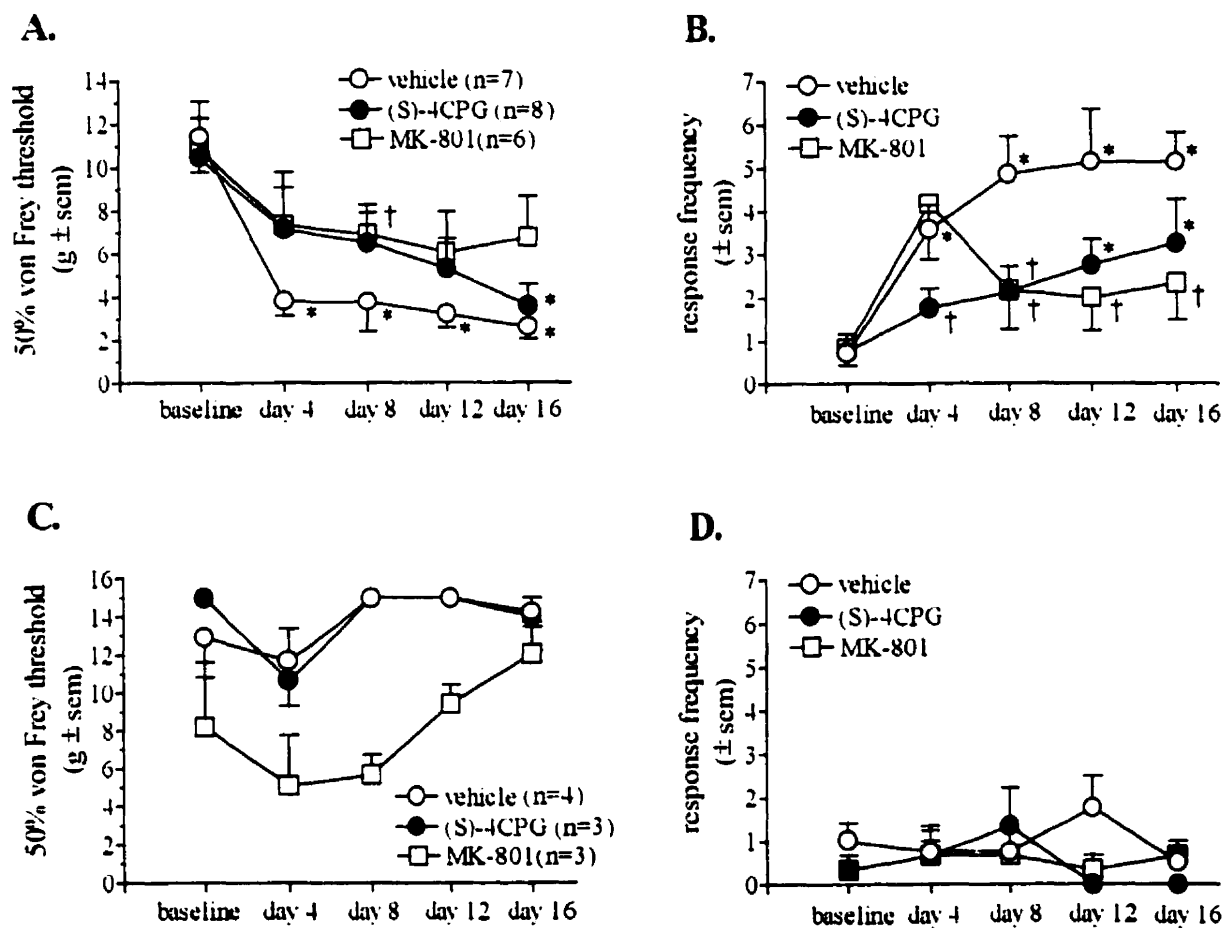 A.
50% von Frey threshold
(g ± sem)
14
12
10
8
6
4
2
0
vehicle (n=7)
(S)-4CPG (n=8)
MK-801(n=6)
†
*
*
*
*
*
baseline
day 4
day 8
day 12
day 16
B.
response frequency
(± sem)
7
6
5
4
3
2
1
0
vehicle
(S)-4CPG
MK-801
*
*
*
*
*
*
†
†
†
†
†
baseline
day 4
day 8
day 12
day 16
C.
50% von Frey threshold
(g ± sem)
16
14
12
10
8
6
4
2
0
vehicle (n=4)
(S)-4CPG (n=3)
MK-801(n=3)
baseline
day 4
day 8
day 12
day 16
D.
response frequency
(± sem)
7
6
5
4
3
2
1
0
vehicle
(S)-4CPG
MK-801
baseline
day 4
day 8
day 12
day 16